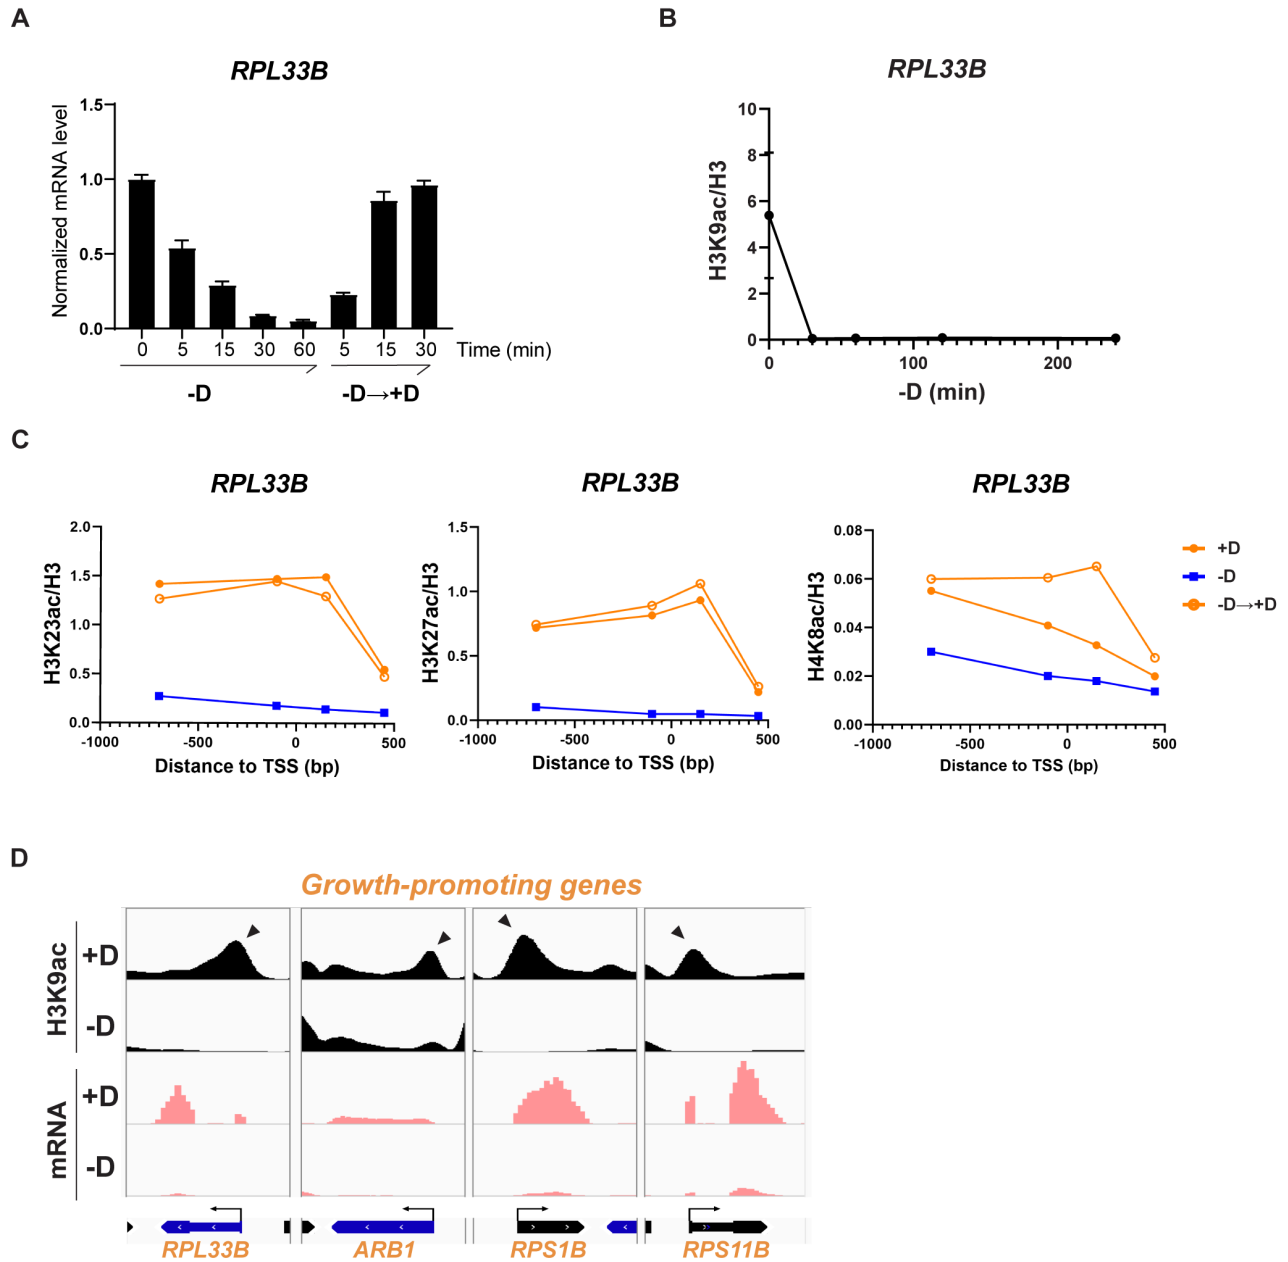 A
RPL33B
Normalized mRNA level
1.5
1.0
0.5
0.0
0 5 15 30 60 5 15 30 Time (min)
-D -D→+D
B
RPL33B
H3K9ac/H3
10
8
6
4
2
0
0 100 200
-D (min)
C
RPL33B
H3K23ac/H3
2.0
1.5
1.0
0.5
0.0
-1000 -500 0 500
Distance to TSS (bp)
RPL33B
H3K27ac/H3
1.5
1.0
0.5
0.0
-1000 -500 0 500
Distance to TSS (bp)
RPL33B
H4K8ac/H3
0.08
0.06
0.04
0.02
0.00
-1000 -500 0 500
Distance to TSS (bp)
+D
-D
-D→+D
D
Growth-promoting genes
H3K9ac
+D
-D
mRNA
+D
-D
RPL33B ARB1 RPS1B RPS11B